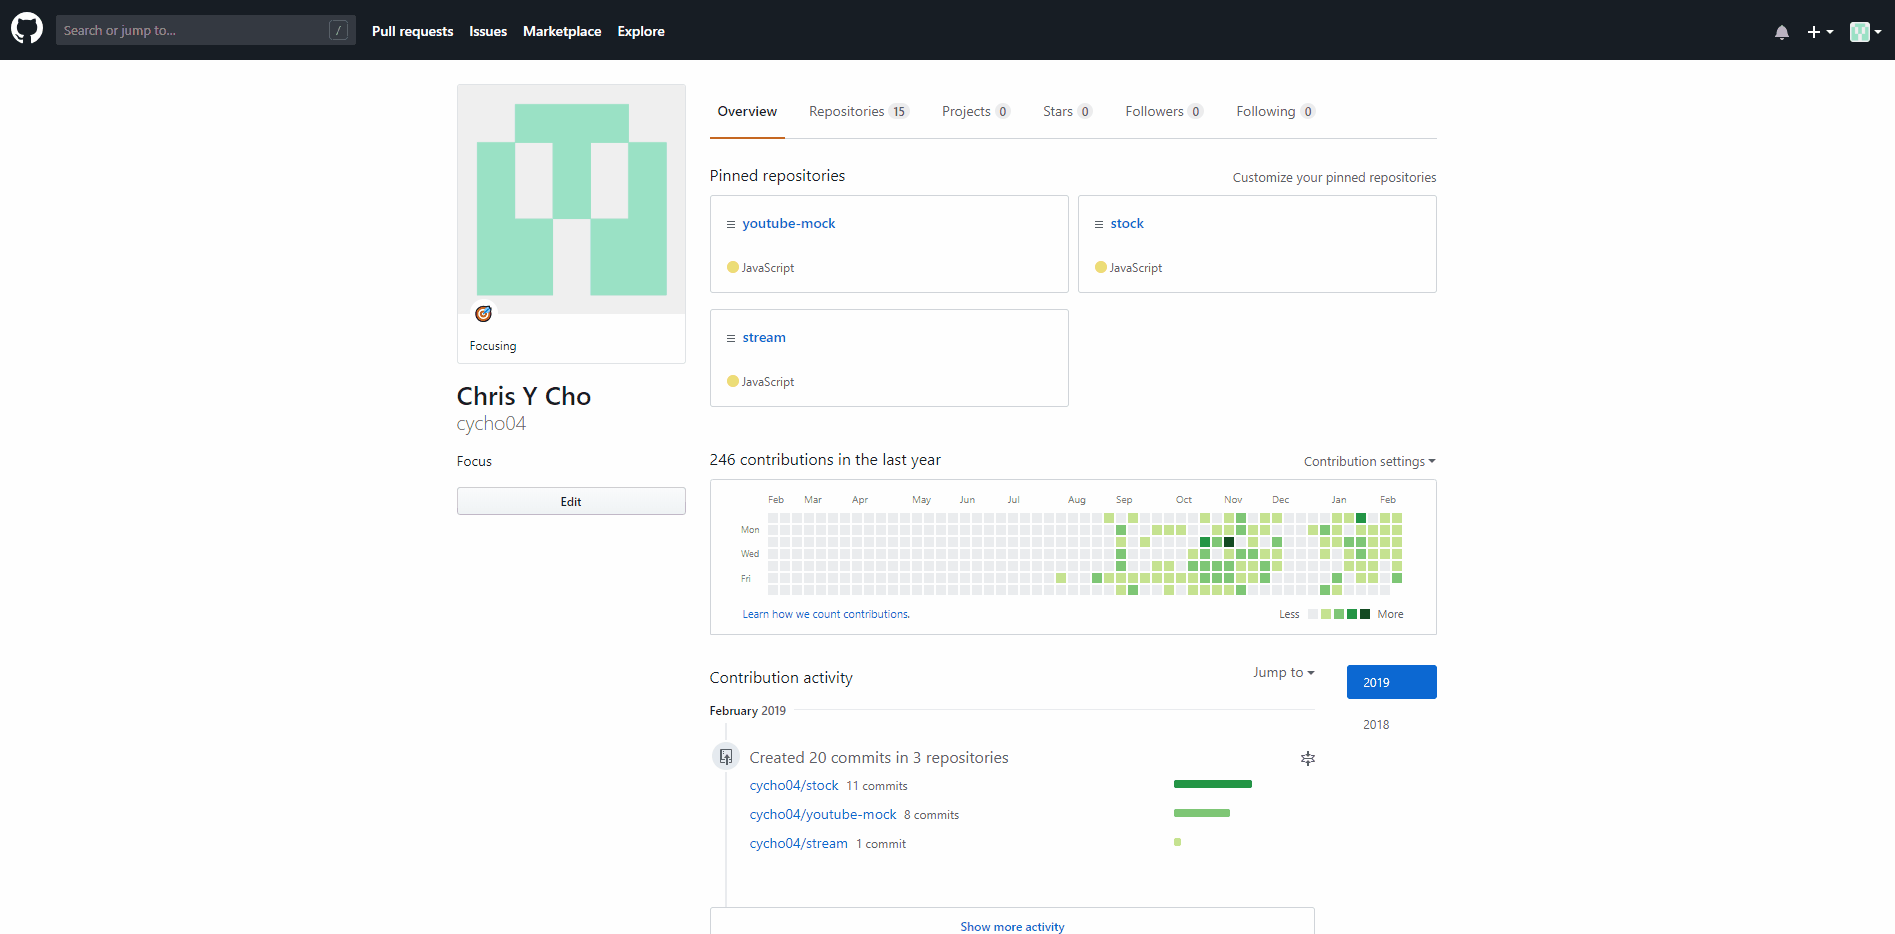 Search or jump to... /
Pull requests Issues Marketplace Explore
Overview Repositories 15 Projects 0 Stars 0 Followers 0 Following 0
Focusing
Chris Y Cho
cycho04
Focus
Edit
Pinned repositories Customize your pinned repositories
youtube-mock
JavaScript
stock
JavaScript
stream
JavaScript
246 contributions in the last year Contribution settings
Feb Mar Apr May Jun Jul Aug Sep Oct Nov Dec Jan Feb
Mon
Wed
Fri
Learn how we count contributions. Less More
Contribution activity Jump to
2019
2018
February 2019
Created 20 commits in 3 repositories
cycho04/stock 11 commits
cycho04/youtube-mock 8 commits
cycho04/stream 1 commit
Show more activity